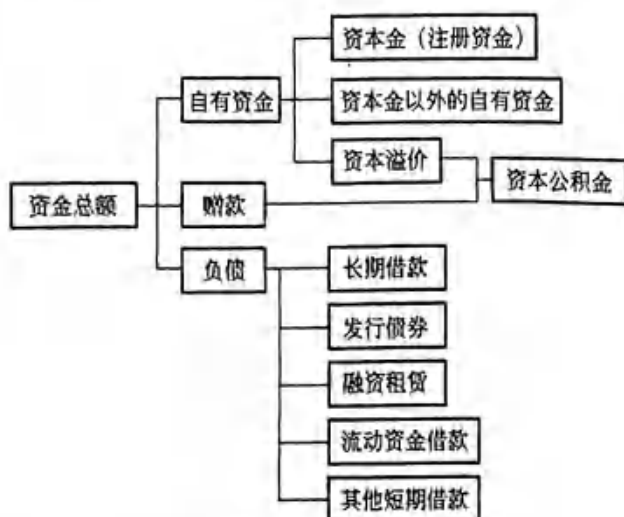 资本金（注册资金）
自有资金
资本金以外的自有资金
资本溢价
资本公积金
资金总额
赠款
负债
长期借款
发行债券
融资租赁
流动资金借款
其他短期借款